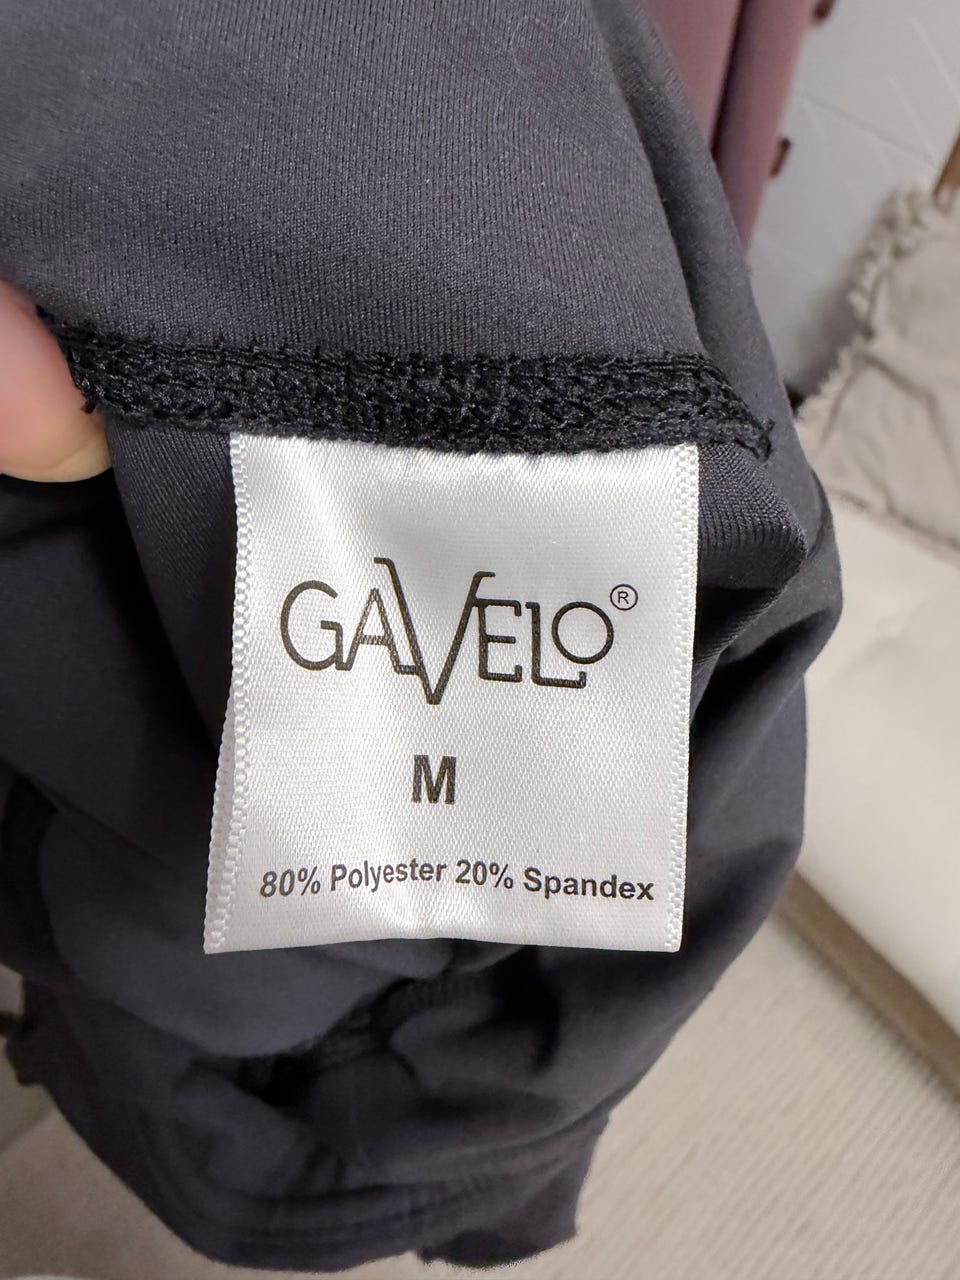 GAVELO®
M
80% Polyester 20% Spandex